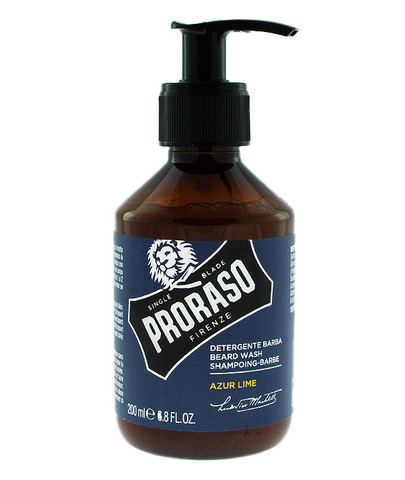 SINGLE BLADE
PRORASO
FIRENZE
DETERGENTE BARBA
BEARD WASH
SHAMPOING-BARBE
AZUR LIME
200 ml e 6.8 FL.OZ.